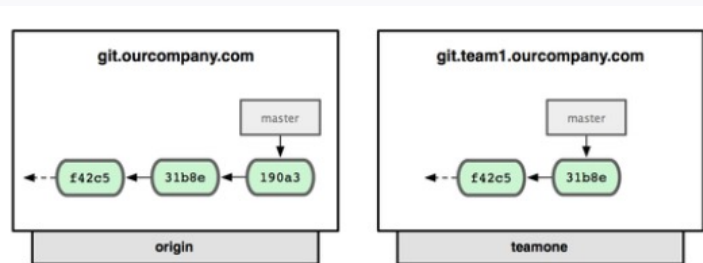 git.ourcompany.com
master
f42c5
31b8e
190a3
origin
git.team1.ourcompany.com
master
f42c5
31b8e
teamone